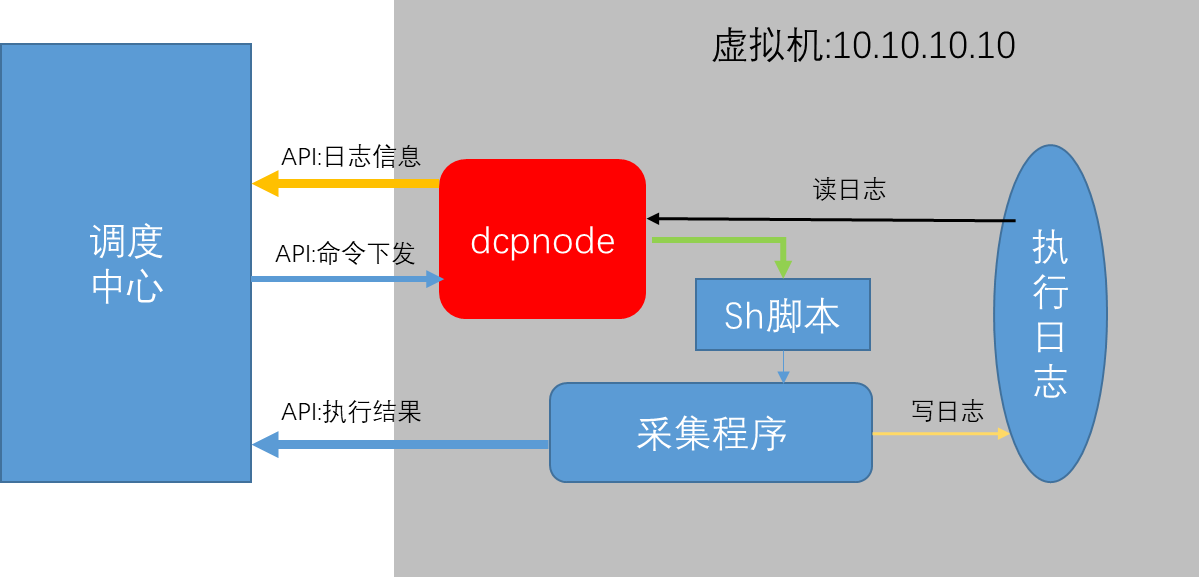 虚拟机:10.10.10.10
API:日志信息
读日志
调度
中心
dcpnode
API:命令下发
执
行
日
志
Sh脚本
API:执行结果
采集程序
写日志